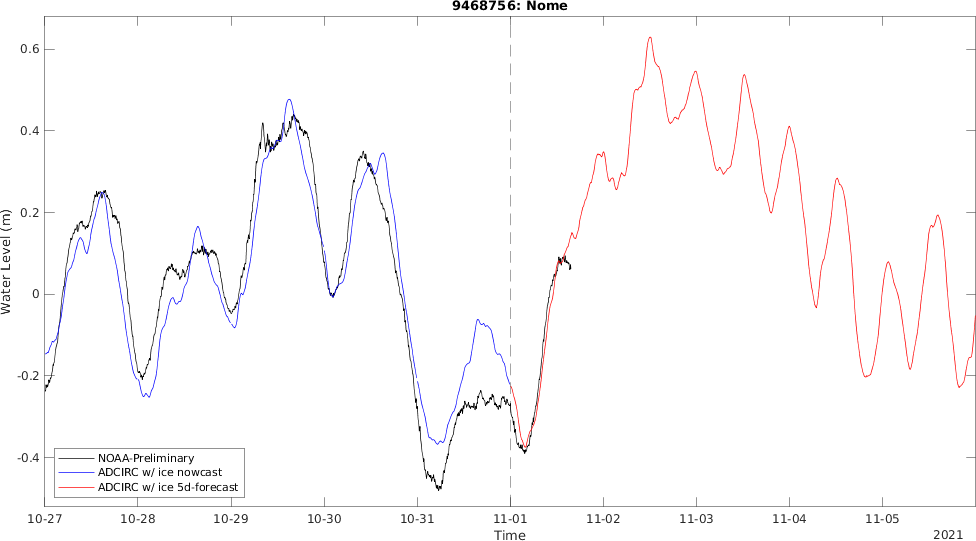 9468756: Nome
0.6
0.4
0.2
0
-0.2
-0.4
Water Level (m)
NOAA-Preliminary
ADCIRC w/ ice nowcast
ADCIRC w/ ice 5d-forecast
10-27 10-28 10-29 10-30 10-31 11-01 11-02 11-03 11-04 11-05
Time
2021